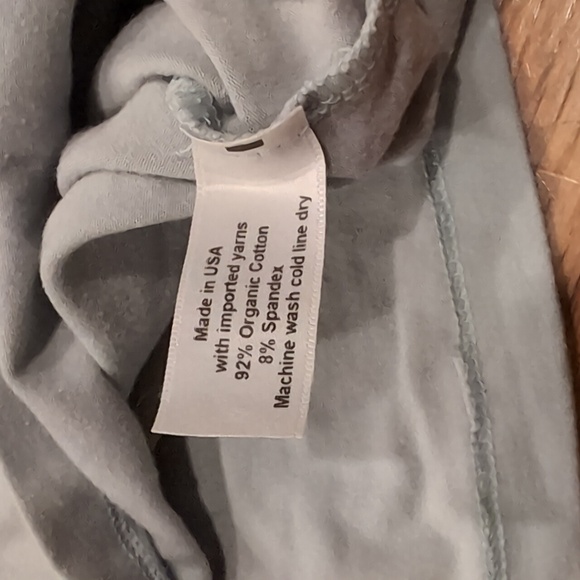 Made in USA
with imported yarns
92% Organic Cotton
8% Spandex
Machine wash cold line dry